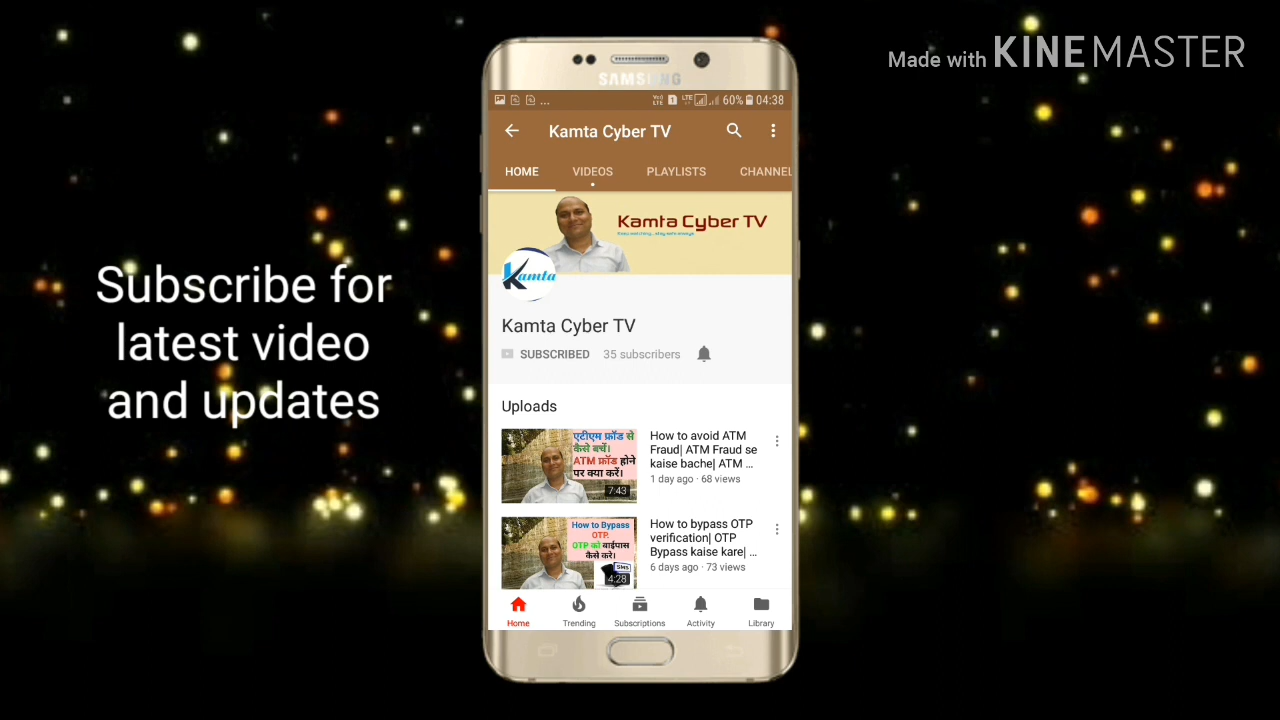 Made with KINEMASTER
Subscribe for
latest video
and updates
SAMSUNG
... LTE 1 LTE 60% 04:38
Kamta Cyber TV
HOME VIDEOS PLAYLISTS CHANNEL
Kamta Cyber TV
Kamta
Kamta Cyber TV
SUBSCRIBED 35 subscribers
Uploads
एटीएम फ्रॉड से
कैसे बचें।
ATM फ्रॉड होने
पर क्या करें।
7:43
How to avoid ATM
Fraud| ATM Fraud se
kaise bache| ATM ...
1 day ago · 68 views
How to Bypass
OTP.
OTP को बाईपास
कैसे करे।
SMS
4:28
How to bypass OTP
verification| OTP
Bypass kaise kare| ...
6 days ago · 73 views
Home Trending Subscriptions Activity Library